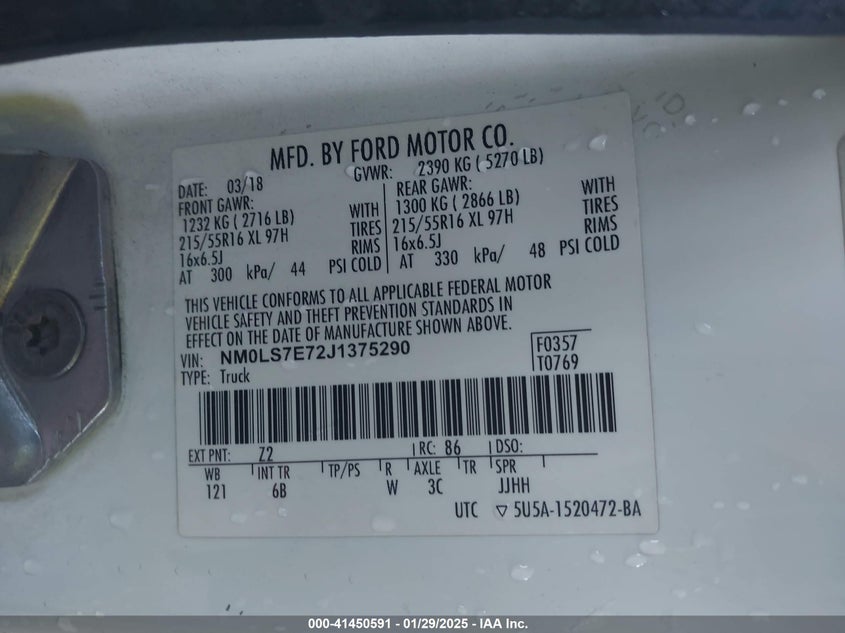 MFD. BY FORD MOTOR CO.
DATE: 03/18 GVWR: 2390 KG ( 5270 LB)
FRONT GAWR: WITH REAR GAWR: WITH
1232 KG ( 2716 LB) TIRES 1300 KG ( 2866 LB) TIRES
215/55R16 XL 97H RIMS 215/55R16 XL 97H RIMS
16x6.5J 16x6.5J
AT 300 kPa/ 44 PSI COLD AT 330 kPa/ 48 PSI COLD
THIS VEHICLE CONFORMS TO ALL APPLICABLE FEDERAL MOTOR
VEHICLE SAFETY AND THEFT PREVENTION STANDARDS IN
EFFECT ON THE DATE OF MANUFACTURE SHOWN ABOVE.
VIN: NM0LS7E72J1375290 F0357
TYPE: Truck T0769
EXT PNT: Z2 RC: 86 DSO:
WB INT TR TP/PS R AXLE TR SPR
121 6B W 3C JJHH
UTC ▽ 5U5A-1520472-BA
000-41450591 - 01/29/2025 - IAA Inc.